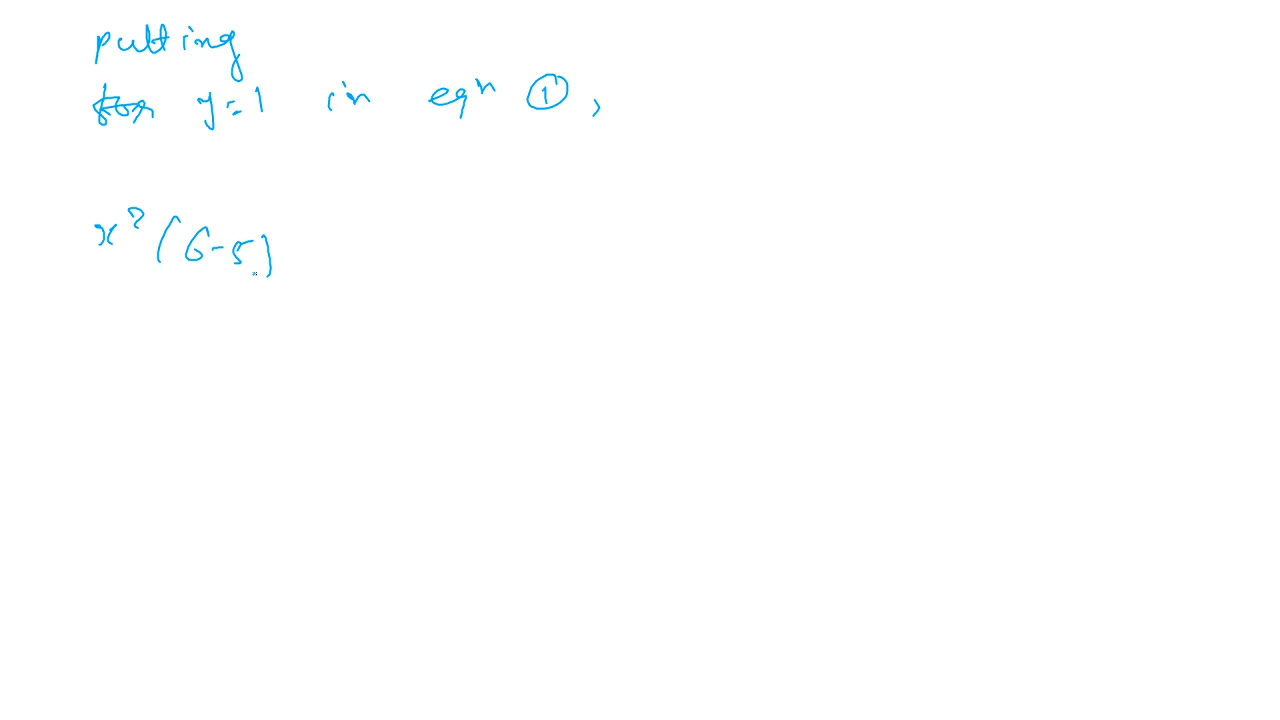 putting
for y=1 in eqⁿ ①,
x² (6-5)